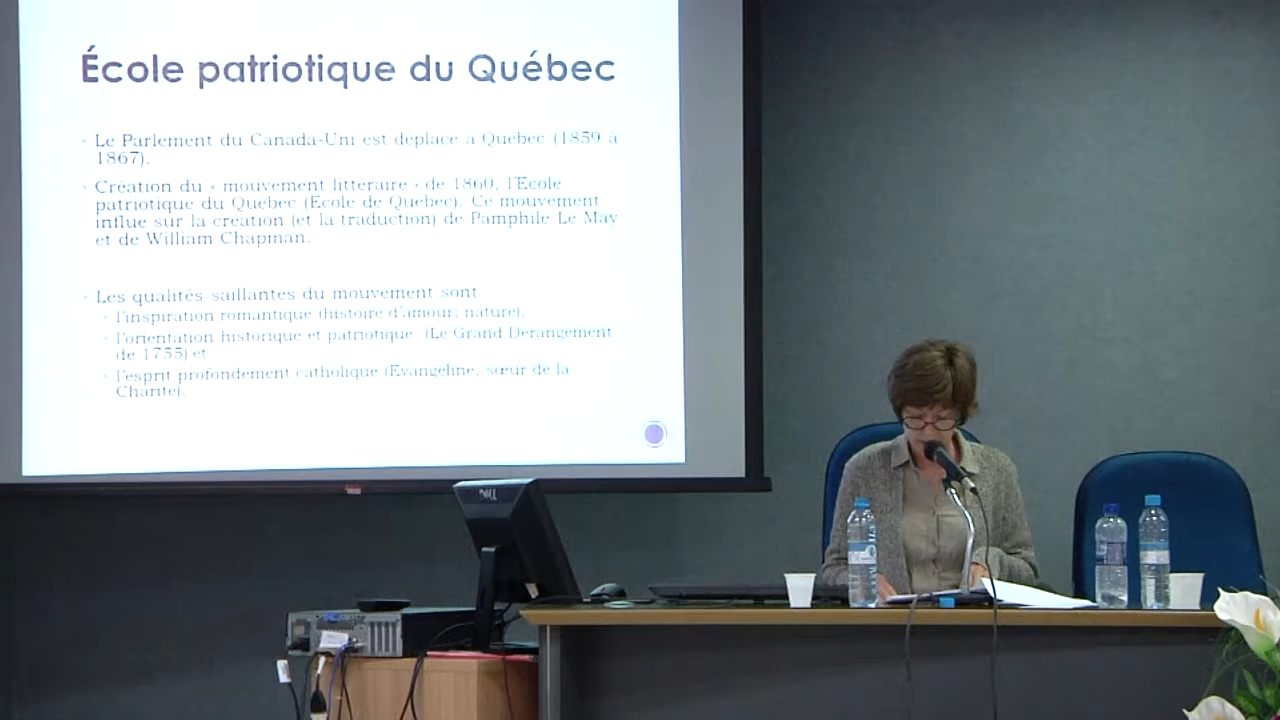 École patriotique du Québec
Le Parlement du Canada-Uni est déplacé à Québec (1859 à
1867).
Création du « mouvement littéraire » de 1860, l'École
patriotique du Québec (École de Québec). Ce mouvement
influe sur la création (et la traduction) de Pamphile Le May
et de William Chapman.
Les qualités saillantes du mouvement sont
l'inspiration romantique (histoire d'amour; nature),
l'orientation historique et patriotique (Le Grand Dérangement
de 1755) et
l'esprit profondément catholique (Évangéline, sœur de la
Charité).
DELL